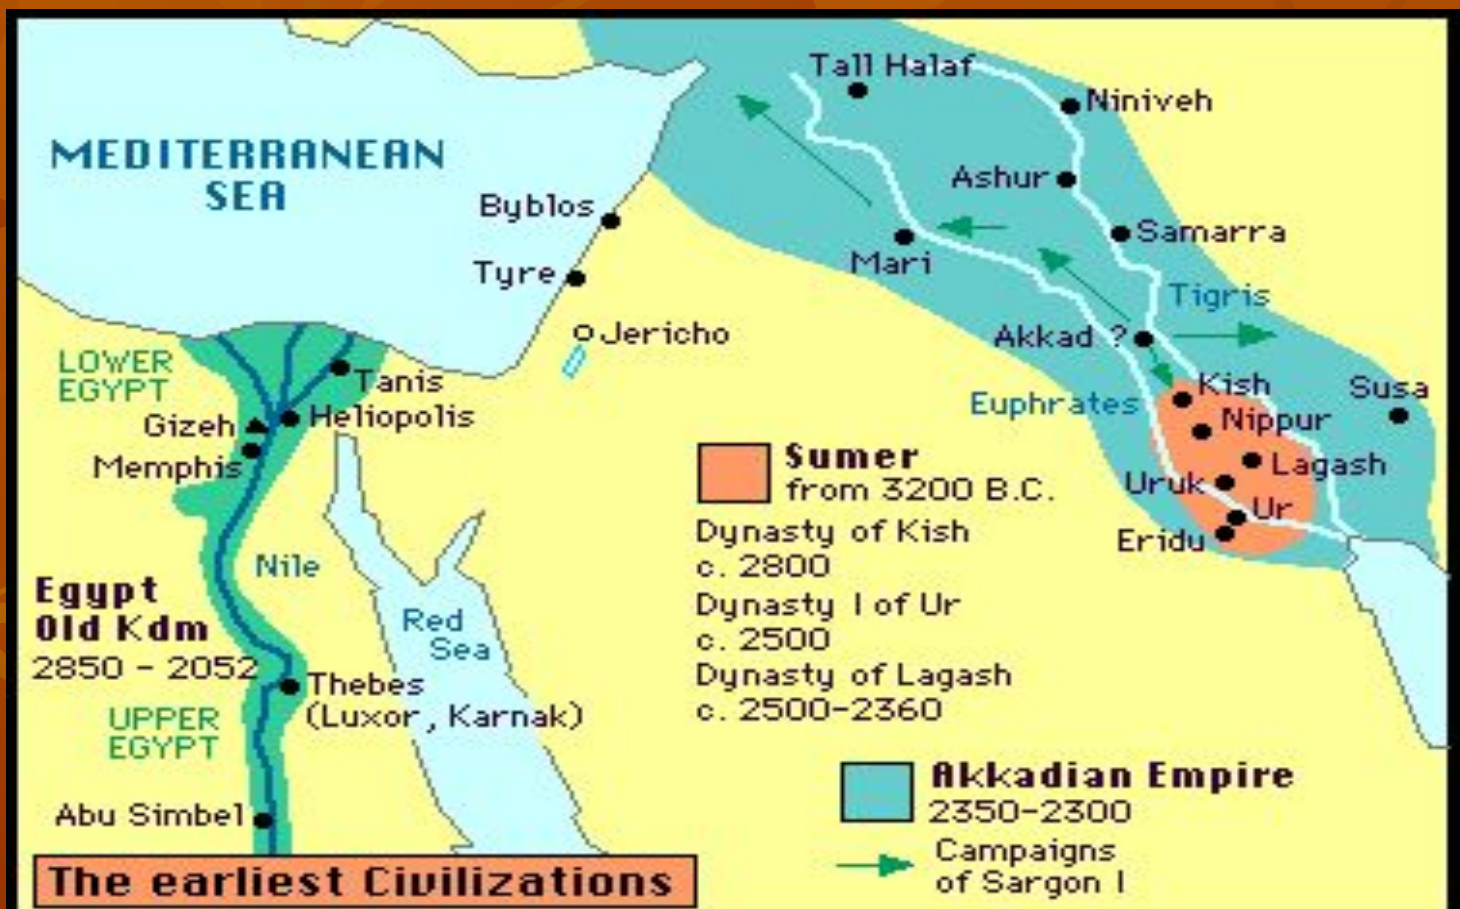 Tall Halaf
Niniveh
MEDITERRANEAN
SEA
Ashur
Byblos
Samarra
Mari
Tyre
Tigris
Jericho
Akkad ?
LOWER
EGYPT
Tanis
Kish
Susa
Euphrates
Gizeh
Heliopolis
Nippur
Memphis
Lagash
Uruk
Ur
Eridu
Sumer
from 3200 B.C.
Dynasty of Kish
c. 2800
Dynasty I of Ur
c. 2500
Dynasty of Lagash
c. 2500-2360
Nile
Egypt
Old Kdm
2850 - 2052
Red
Sea
Thebes
(Luxor, Karnak)
UPPER
EGYPT
Abu Simbel
Akkadian Empire
2350-2300
Campaigns
of Sargon I
The earliest Civilizations